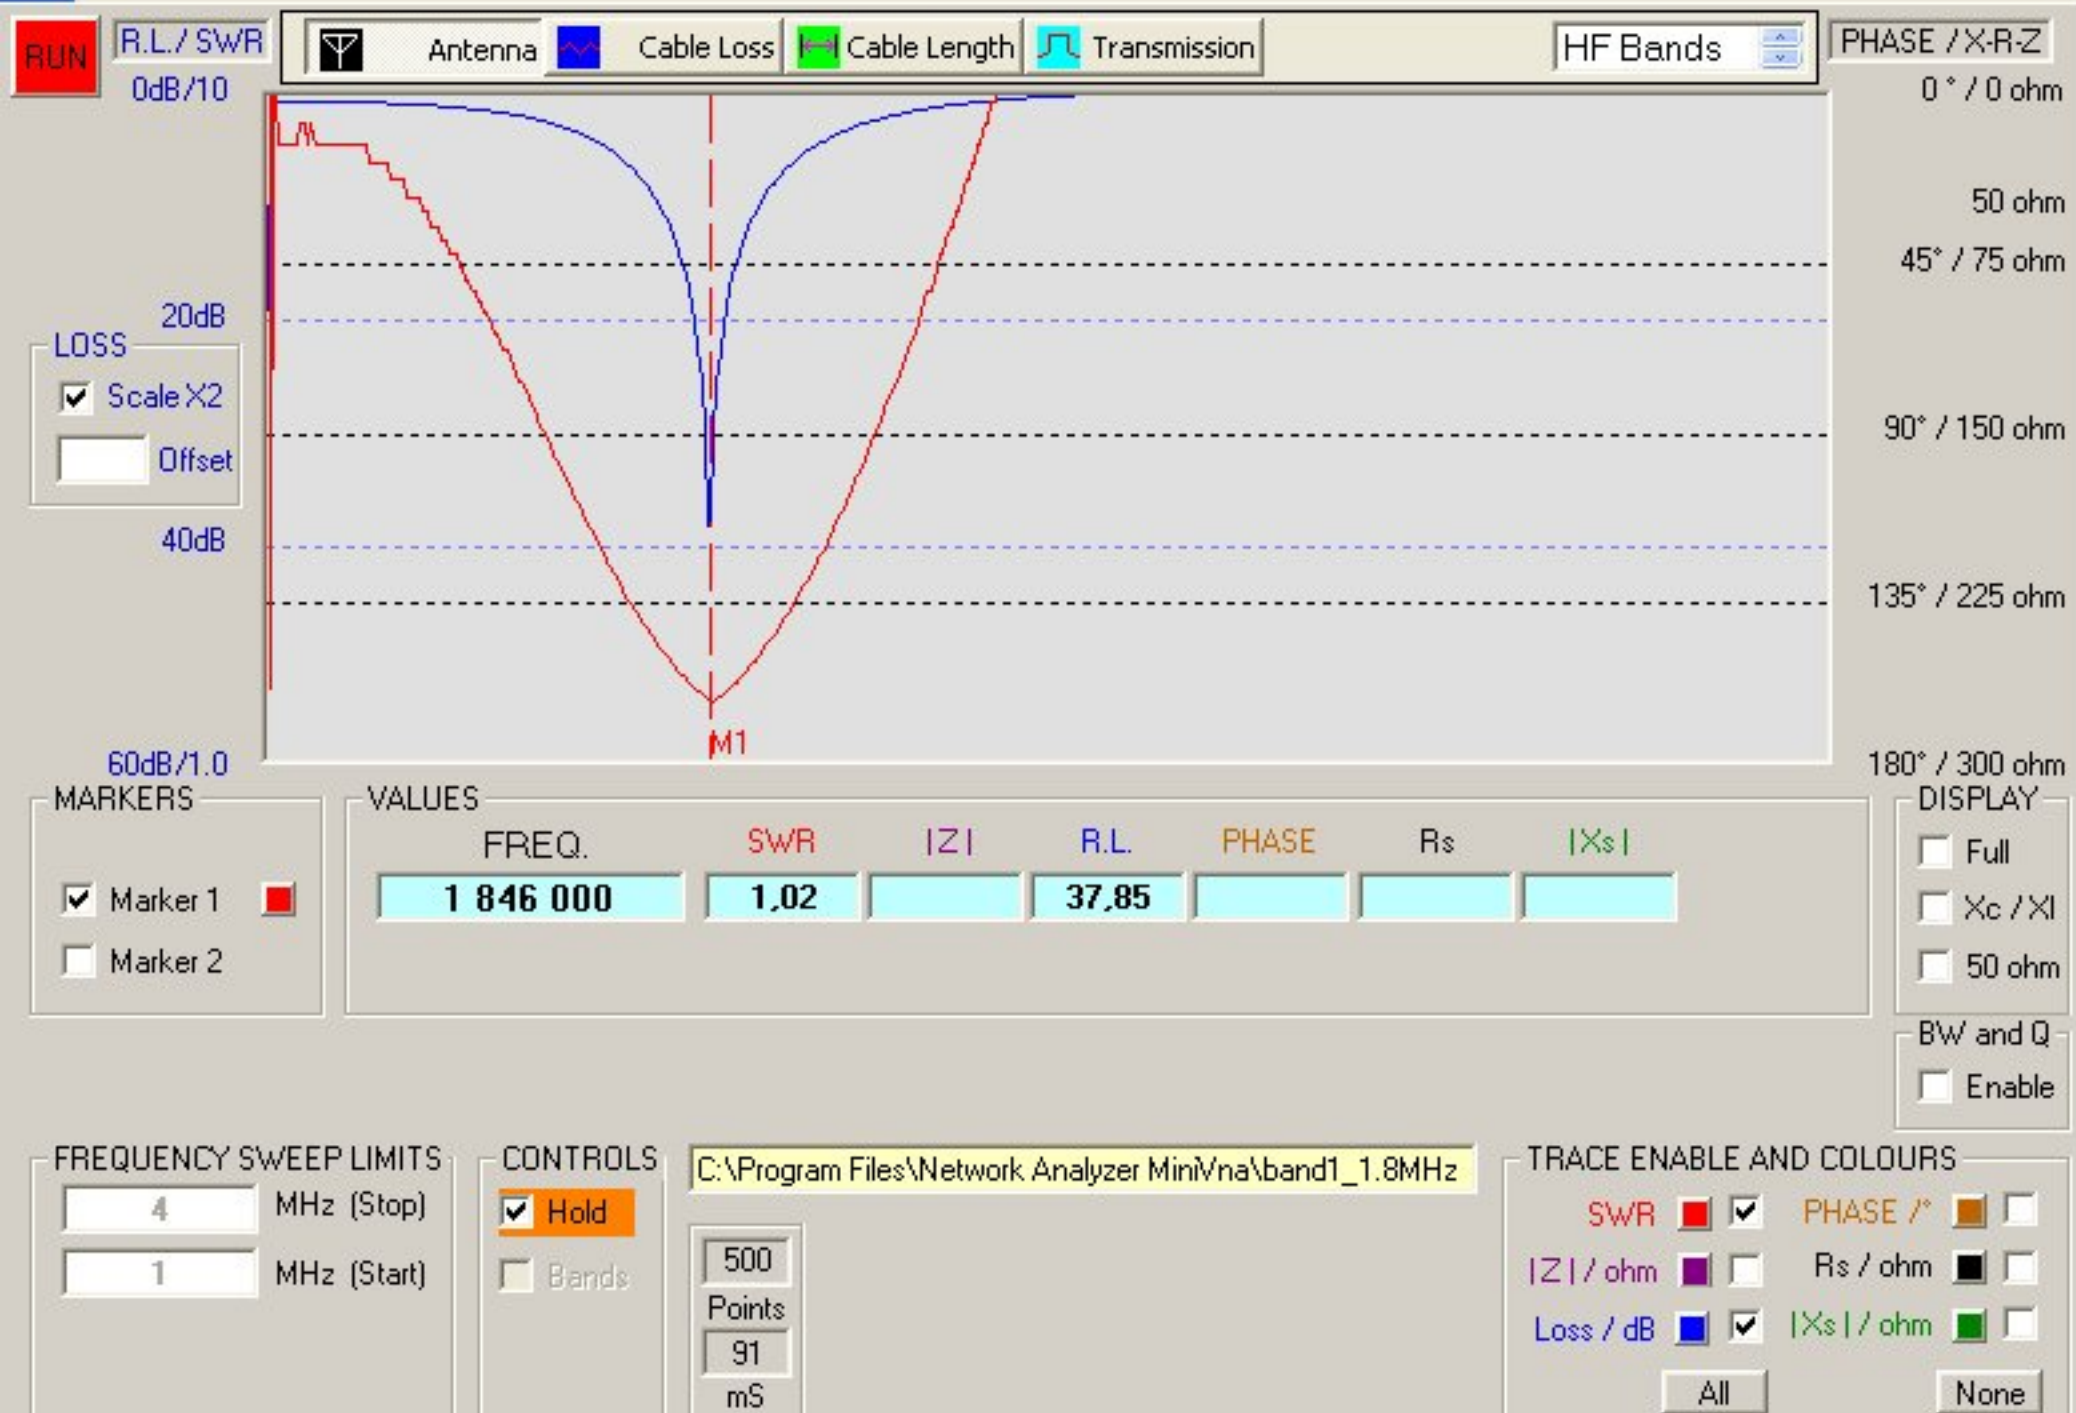 RUN
R.L./ SWR
Antenna
Cable Loss
Cable Length
Transmission
HF Bands
PHASE / X-R-Z
0dB/10
20dB
40dB
60dB/1.0
LOSS
Scale X2
Offset
0 ° / 0 ohm
50 ohm
45° / 75 ohm
90° / 150 ohm
135° / 225 ohm
180° / 300 ohm
M1
MARKERS
Marker 1
Marker 2
VALUES
FREQ. SWR |Z| R.L. PHASE Rs |Xs|
1 846 000 1,02 37,85
DISPLAY
Full
Xc / Xl
50 ohm
BW and Q
Enable
FREQUENCY SWEEP LIMITS
4 MHz (Stop)
1 MHz (Start)
CONTROLS
Hold
Bands
C:\Program Files\Network Analyzer MiniVna\band1_1.8MHz
500
Points
91
mS
TRACE ENABLE AND COLOURS
SWR PHASE /°
|Z| / ohm Rs / ohm
Loss / dB |Xs| / ohm
All None